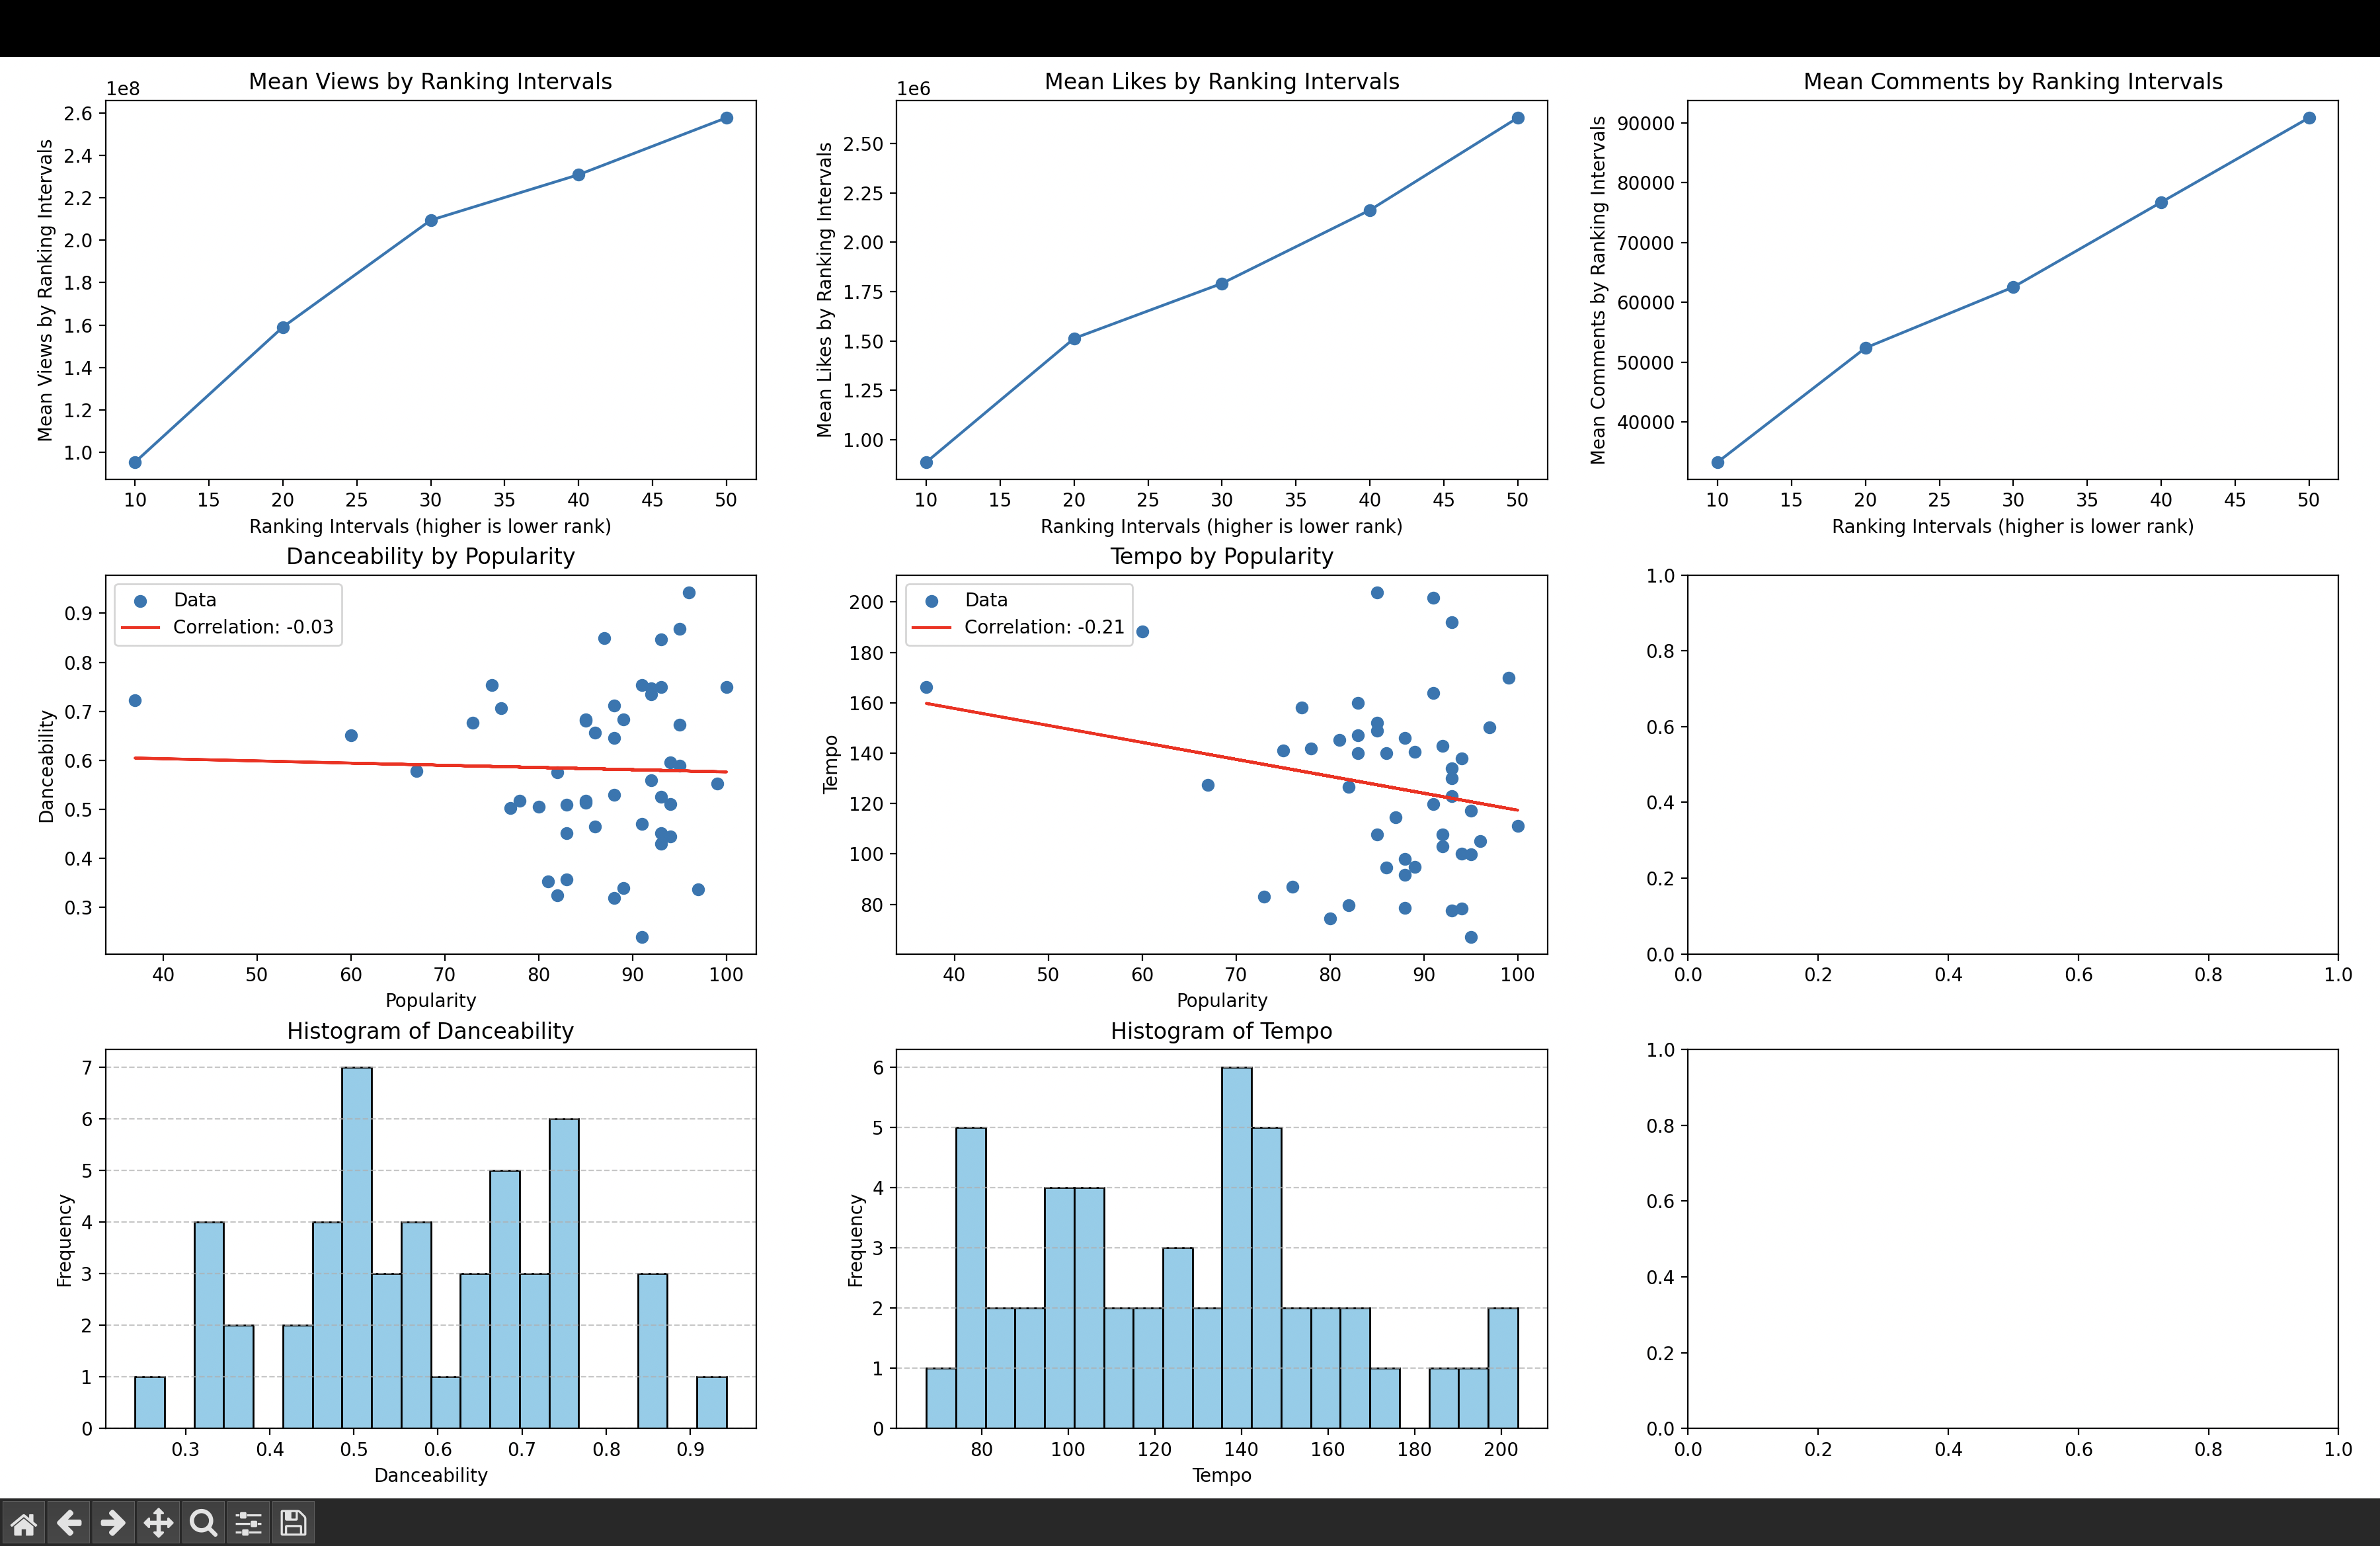 Mean Views by Ranking Intervals
1e8
2.6
2.4
2.2
2.0
1.8
1.6
1.4
1.2
1.0
Mean Views by Ranking Intervals
10 15 20 25 30 35 40 45 50
Ranking Intervals (higher is lower rank)
Mean Likes by Ranking Intervals
1e6
2.50
2.25
2.00
1.75
1.50
1.25
1.00
Mean Likes by Ranking Intervals
10 15 20 25 30 35 40 45 50
Ranking Intervals (higher is lower rank)
Mean Comments by Ranking Intervals
90000
80000
70000
60000
50000
40000
Mean Comments by Ranking Intervals
10 15 20 25 30 35 40 45 50
Ranking Intervals (higher is lower rank)
Danceability by Popularity
Data
Correlation: -0.03
0.9
0.8
0.7
0.6
0.5
0.4
0.3
Danceability
40 50 60 70 80 90 100
Popularity
Tempo by Popularity
Data
Correlation: -0.21
200
180
160
140
120
100
80
Tempo
40 50 60 70 80 90 100
Popularity
1.0
0.8
0.6
0.4
0.2
0.0
0.0 0.2 0.4 0.6 0.8 1.0
Histogram of Danceability
7
6
5
4
3
2
1
0
Frequency
0.3 0.4 0.5 0.6 0.7 0.8 0.9
Danceability
Histogram of Tempo
6
5
4
3
2
1
0
Frequency
80 100 120 140 160 180 200
Tempo
1.0
0.8
0.6
0.4
0.2
0.0
0.0 0.2 0.4 0.6 0.8 1.0